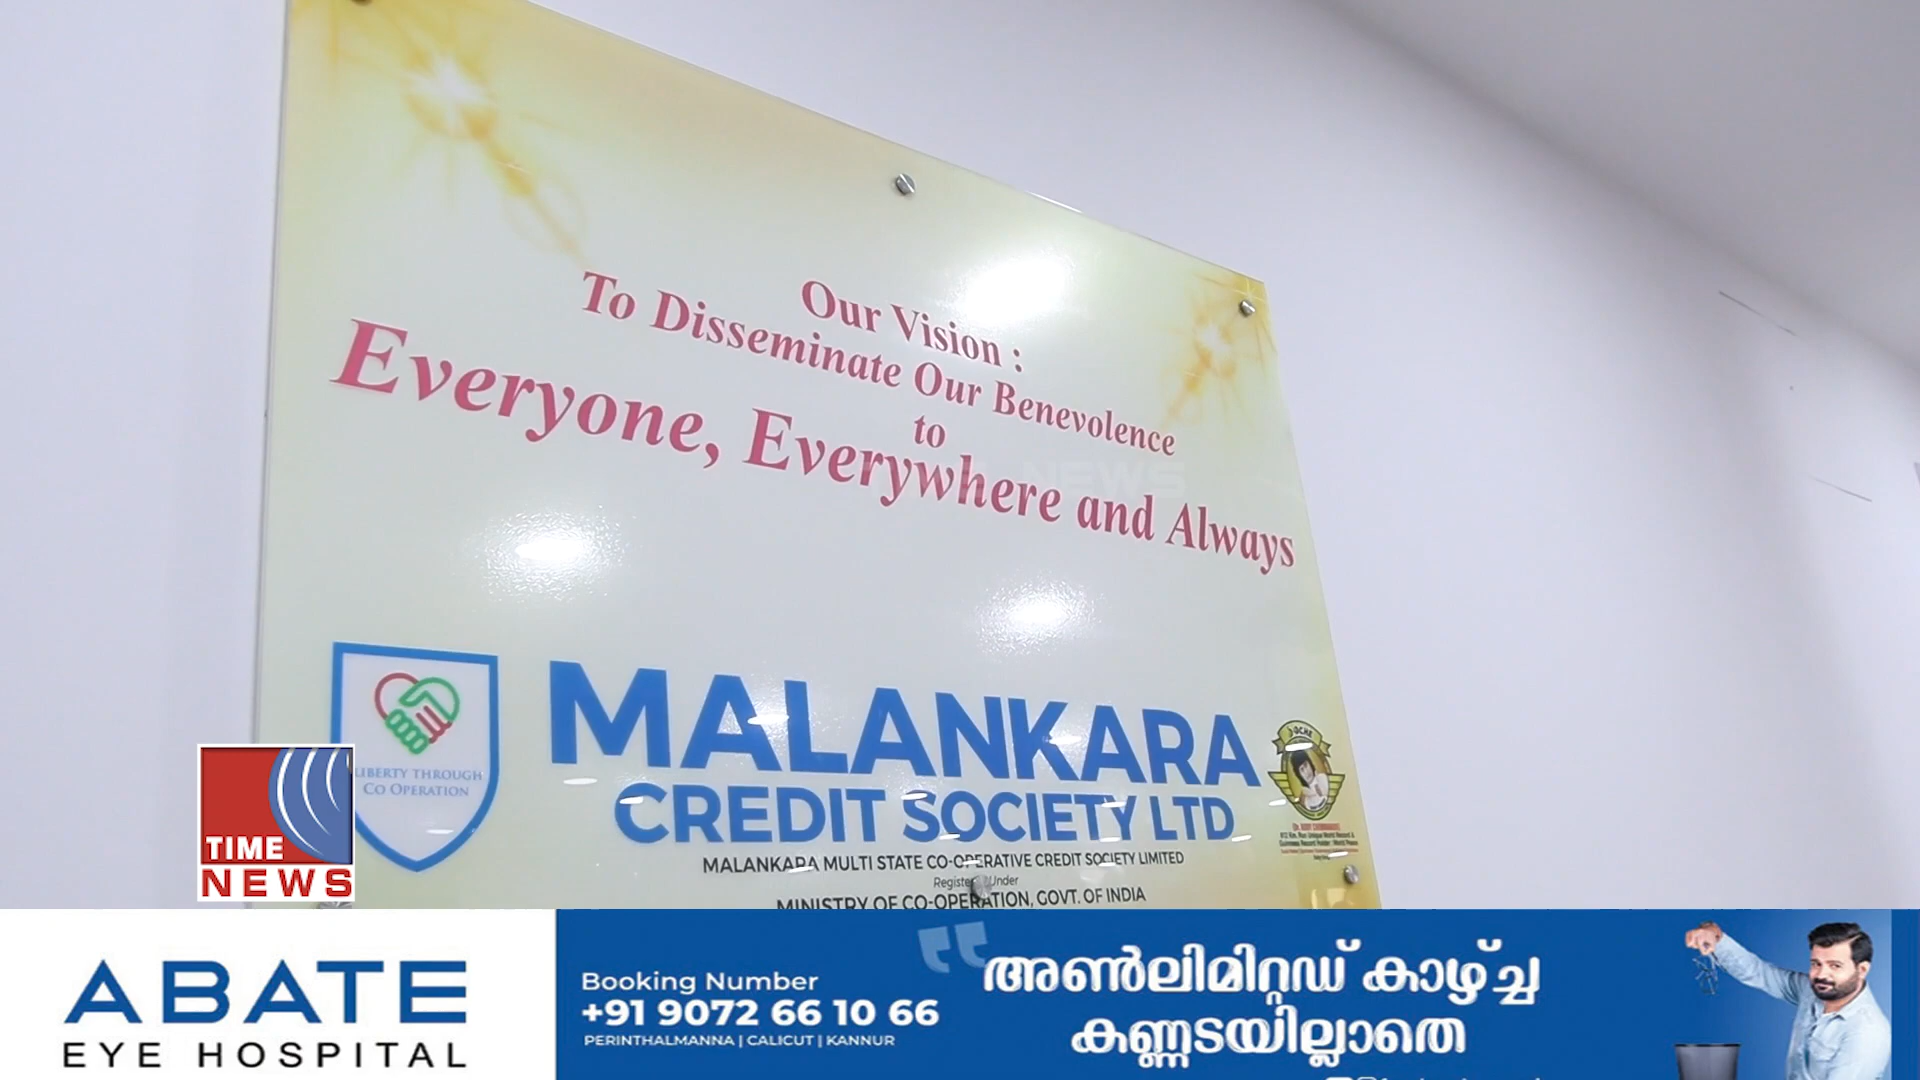 Our Vision :
To Disseminate Our Benevolence
to
Everyone, Everywhere and Always
NEWS
LIBERTY THROUGH
CO OPERATION
MALANKARA
CREDIT SOCIETY LTD
MALANKARA MULTI STATE CO-OPERATIVE CREDIT SOCIETY LIMITED
Under
MINISTRY OF CO-OPERATION, GOVT. OF INDIA
TIME
NEWS
ABATE
EYE HOSPITAL
Booking Number
+91 9072 66 10 66
PERINTHALMANNA | CALICUT | KANNUR
അൺലിമിറ്റഡ് കാഴ്ച്ച
കണ്ണടയില്ലാതെ